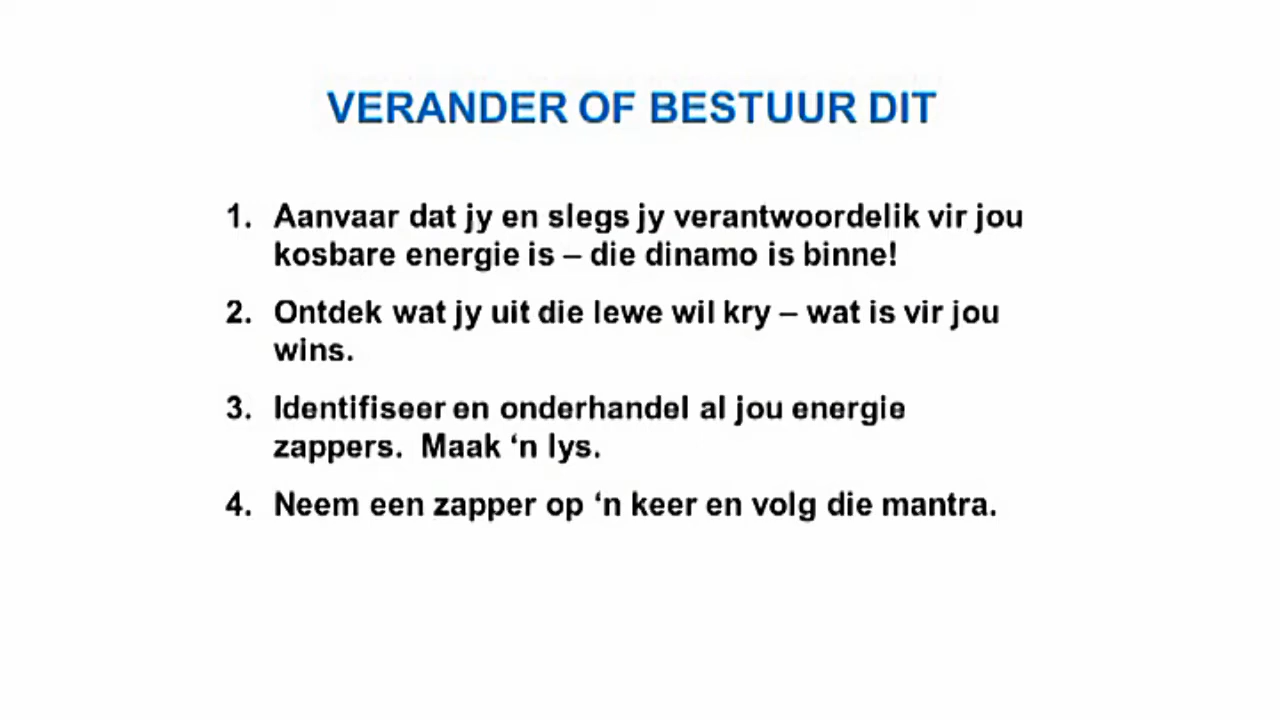 VERANDER OF BESTUUR DIT
1. Aanvaar dat jy en slegs jy verantwoordelik vir jou
kosbare energie is – die dinamo is binne!
2. Ontdek wat jy uit die lewe wil kry – wat is vir jou
wins.
3. Identifiseer en onderhandel al jou energie
zappers. Maak ‘n lys.
4. Neem een zapper op ‘n keer en volg die mantra.